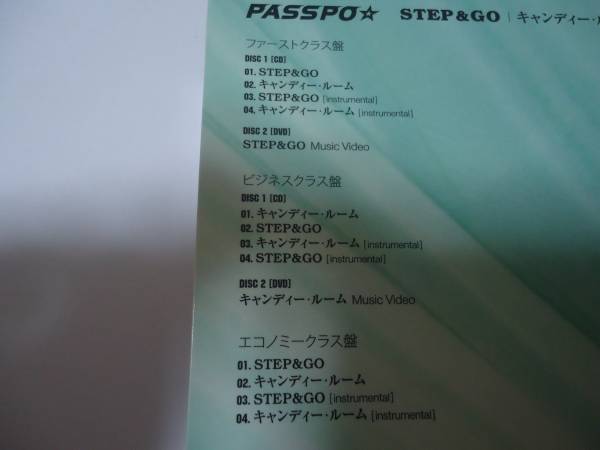 PASSPO☆ STEP&GO | キャンディー・
ファーストクラス盤
DISC 1 [CD]
01. STEP&GO
02. キャンディー・ルーム
03. STEP&GO [instrumental]
04. キャンディー・ルーム [instrumental]
DISC 2 [DVD]
STEP&GO Music Video
ビジネスクラス盤
DISC 1 [CD]
01. キャンディー・ルーム
02. STEP&GO
03. キャンディー・ルーム [instrumental]
04. STEP&GO [instrumental]
DISC 2 [DVD]
キャンディー・ルーム Music Video
エコノミークラス盤
01. STEP&GO
02. キャンディー・ルーム
03. STEP&GO [instrumental]
04. キャンディー・ルーム [instrumental]